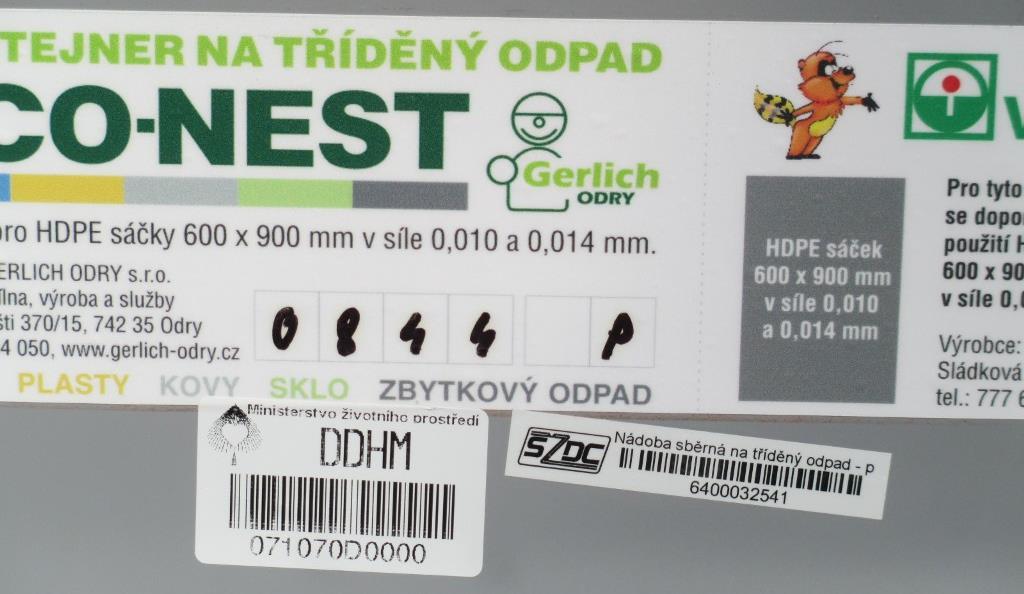 TEJNER NA TŘÍDĚNÝ ODPAD
CO-NEST
Gerlich
ODRY
pro HDPE sáčky 600 x 900 mm v síle 0,010 a 0,014 mm.
GERLICH ODRY s.r.o.
ílna, výroba a služby
šti 370/15, 742 35 Odry
4 050, www.gerlich-odry.cz
0 8 4 4 P
PLASTY KOVY SKLO ZBYTKOVÝ ODPAD
HDPE sáček
600 x 900 mm
v síle 0,010
a 0,014 mm
V
Pro tyto
se dopor
použití H
600 x 90
v síle 0,0
Výrobce:
Sládková
tel.: 777 6
Ministerstvo životního prostředí
DDHM
071070D0000
SŽDC
Nádoba sběrná na tříděný odpad - p
6400032541